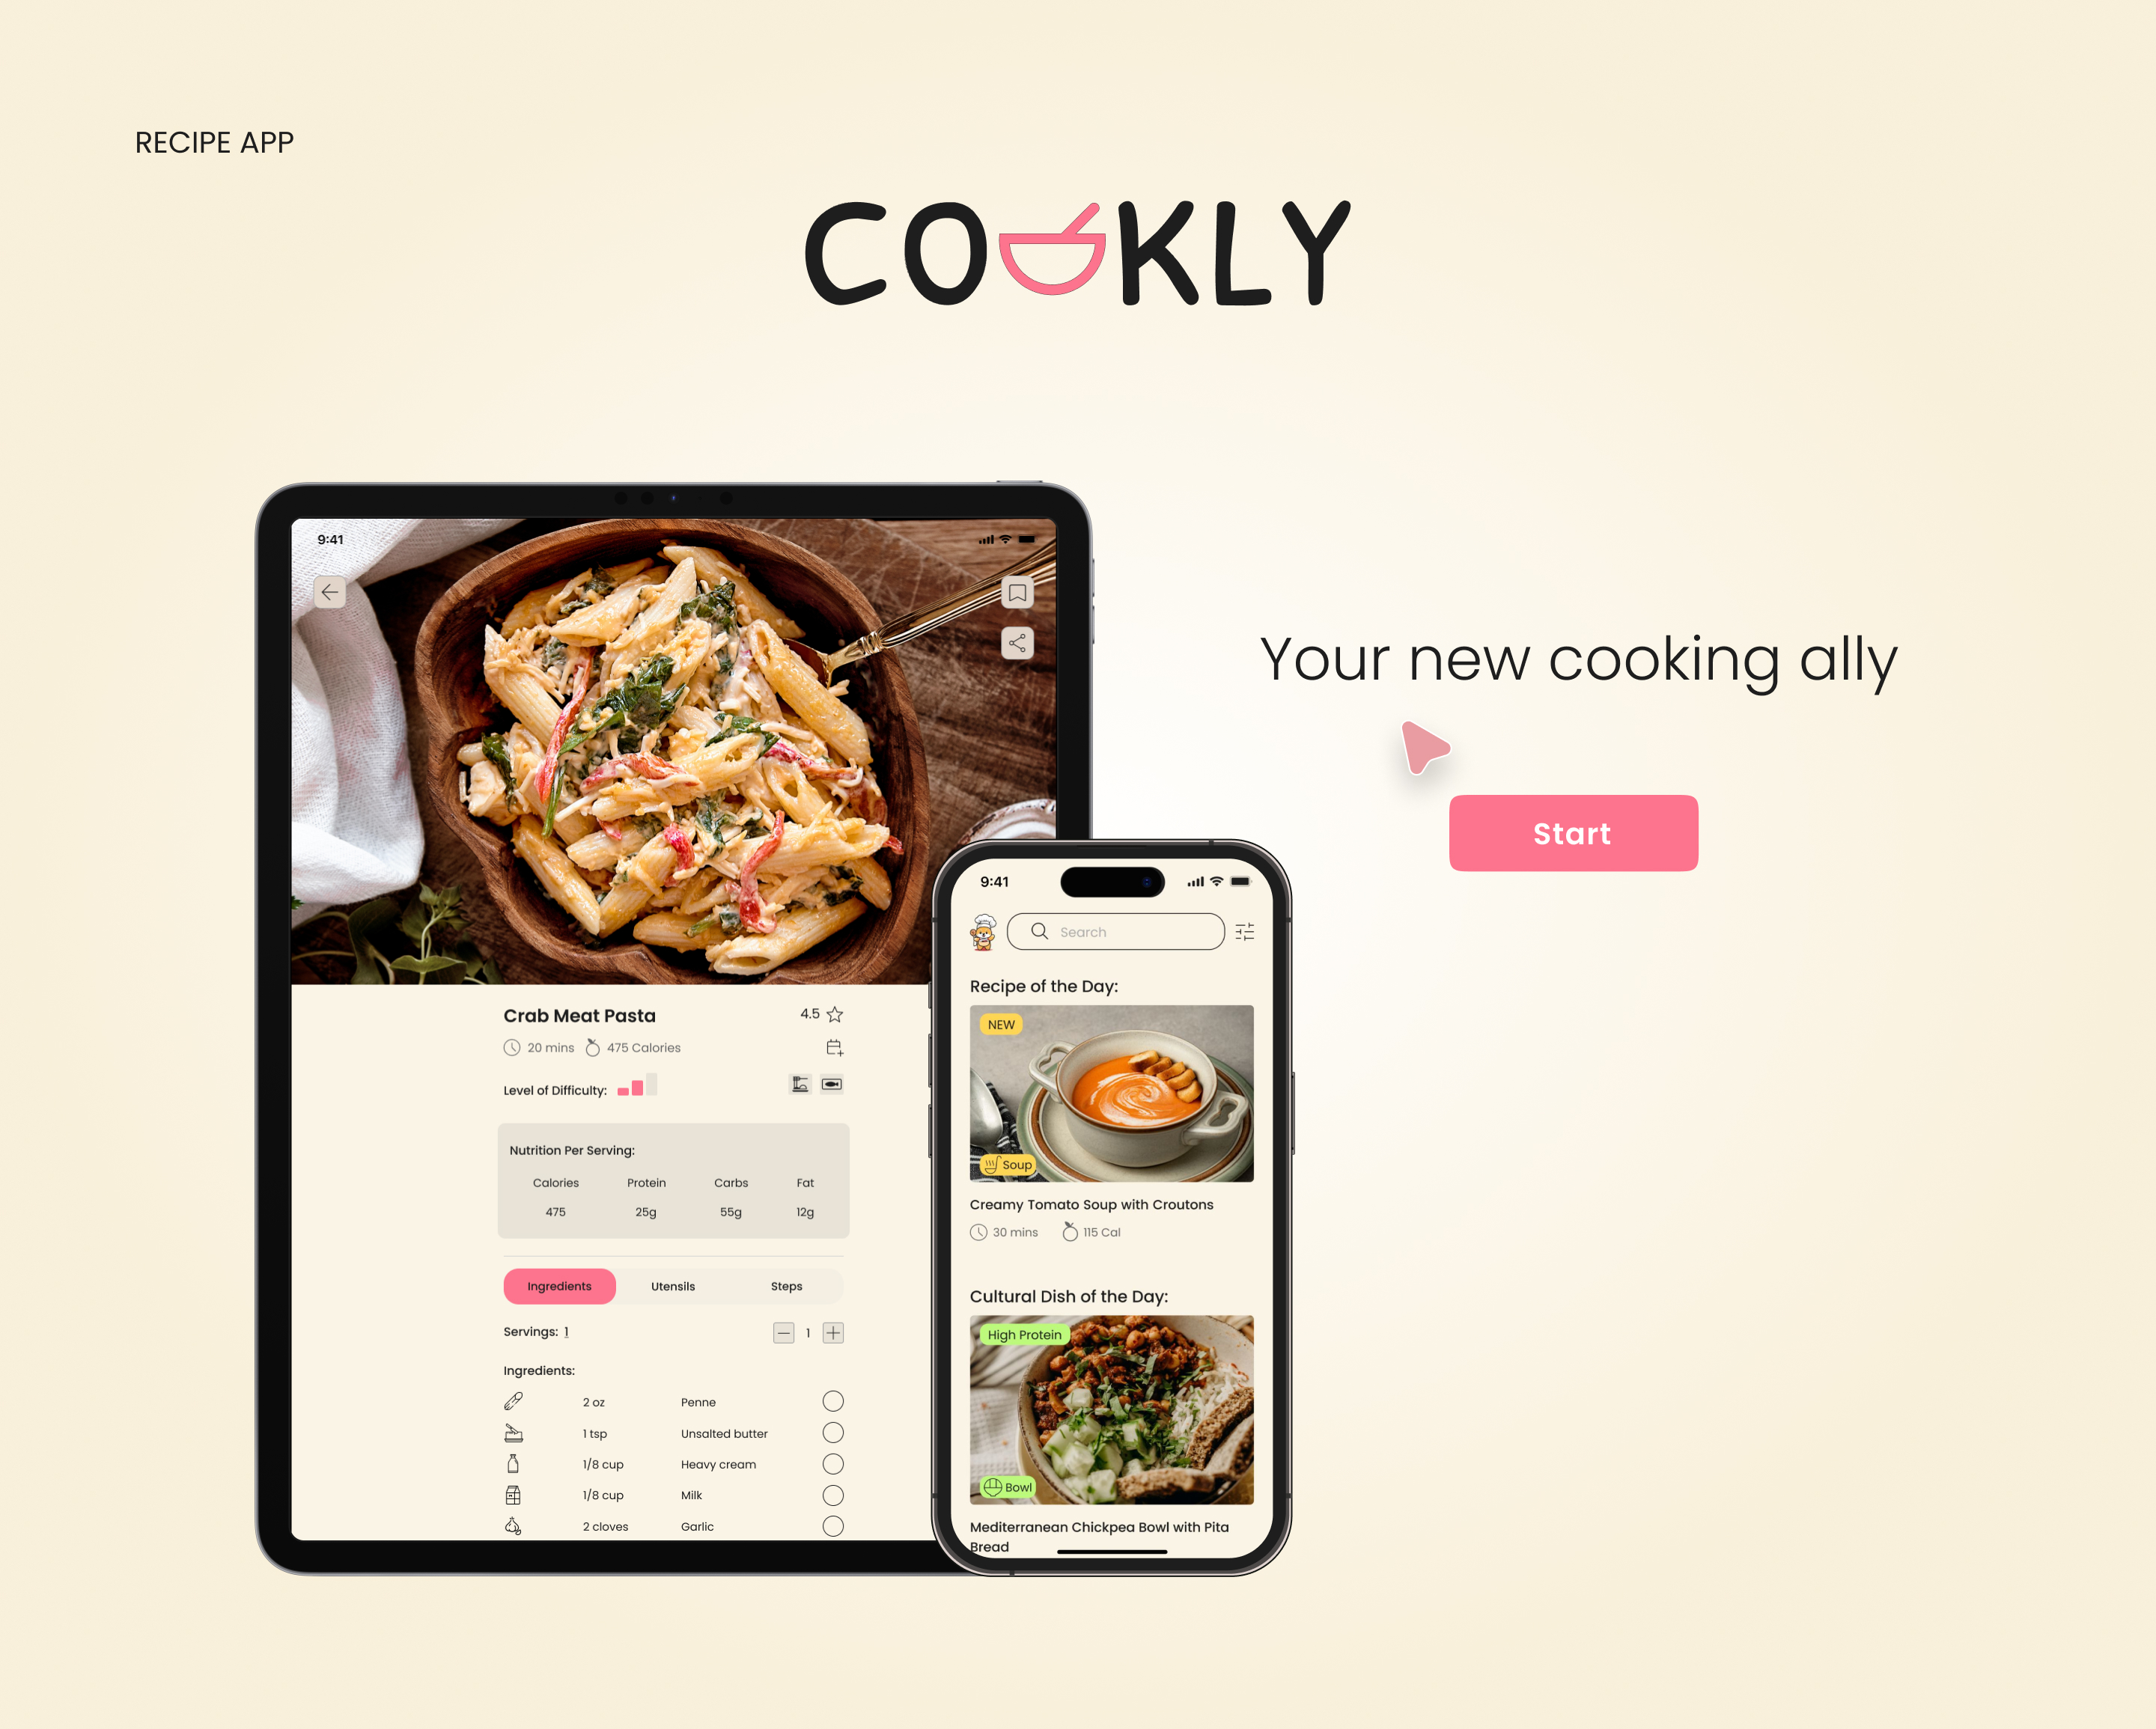 RECIPE APP
COOKLY
9:41
Crab Meat Pasta
4.5
20 mins
475 Calories
Level of Difficulty:
Nutrition Per Serving:
Calories Protein Carbs Fat
475 25g 55g 12g
Ingredients Utensils Steps
Servings: 1
1
Ingredients:
2 oz Penne
1 tsp Unsalted butter
1/8 cup Heavy cream
1/8 cup Milk
2 cloves Garlic
9:41
Search
Recipe of the Day:
NEW
Soup
Creamy Tomato Soup with Croutons
30 mins 115 Cal
Cultural Dish of the Day:
High Protein
Bowl
Mediterranean Chickpea Bowl with Pita
Bread
Your new cooking ally
Start